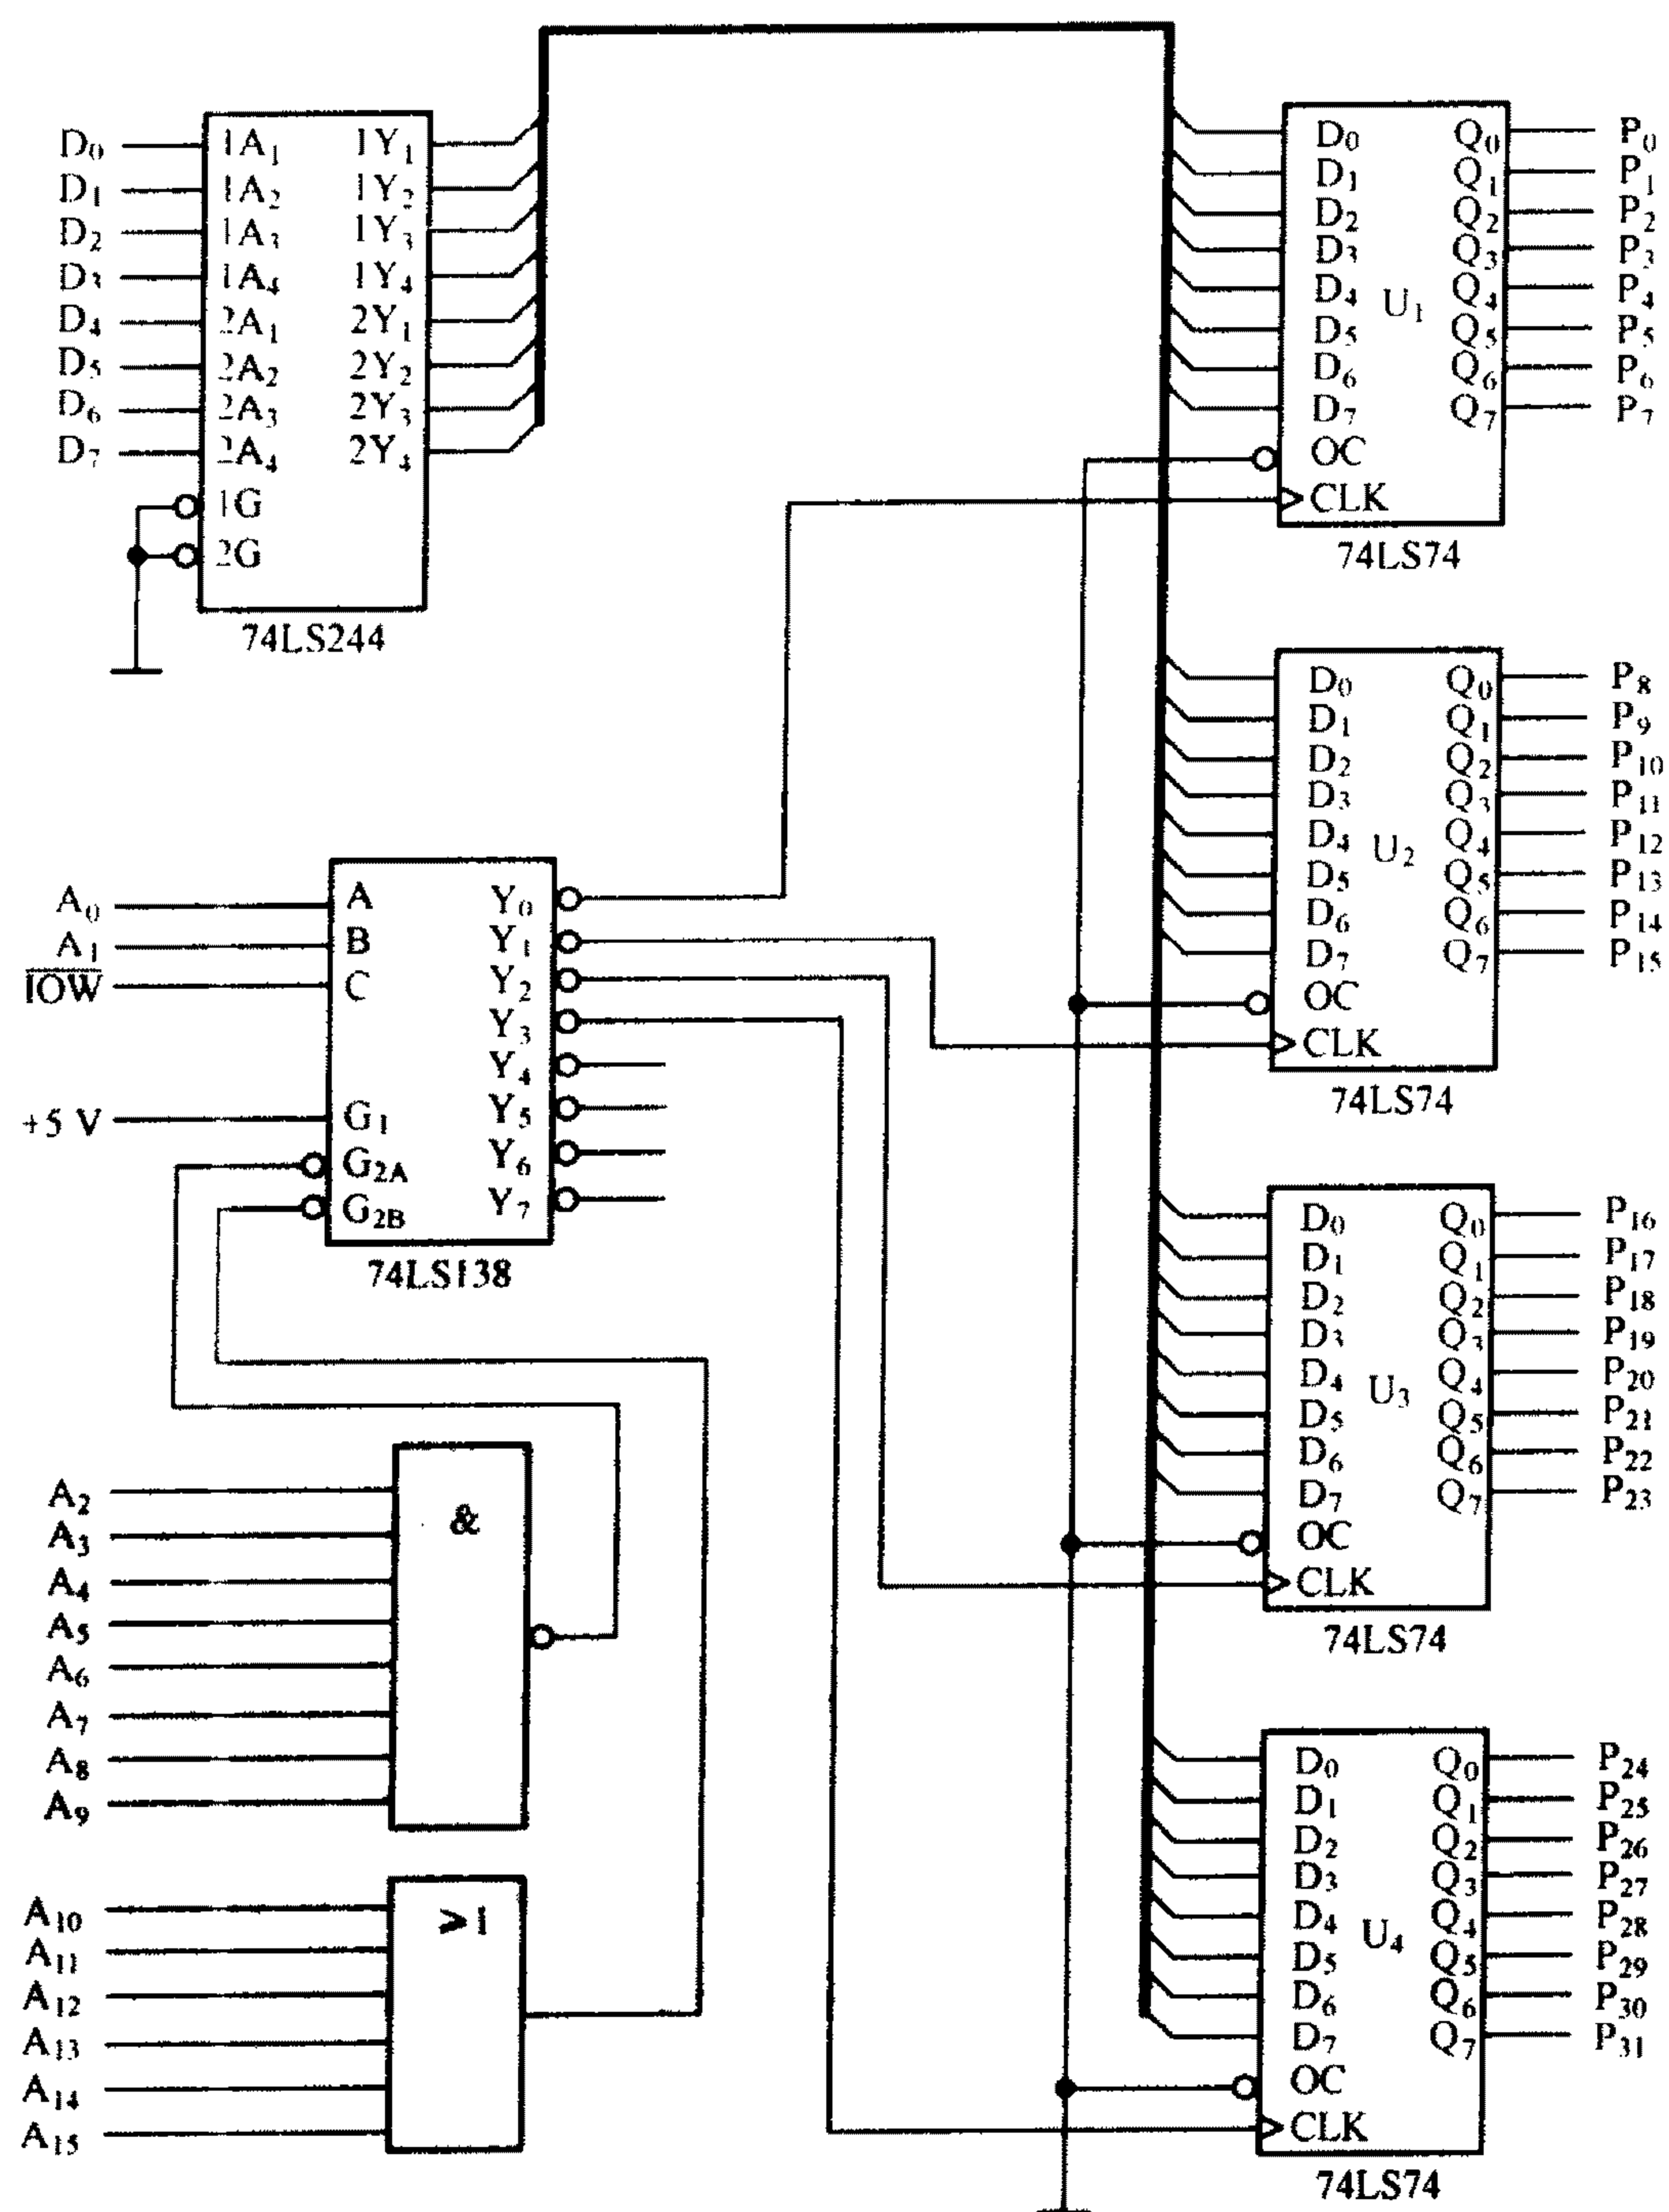 D₀ 1A₁ 1Y₁
D₁ 1A₂ 1Y₂
D₂ 1A₃ 1Y₃
D₃ 1A₄ 1Y₄
D₄ 2A₁ 2Y₁
D₅ 2A₂ 2Y₂
D₆ 2A₃ 2Y₃
D₇ 2A₄ 2Y₄
1G
2G
74LS244
D₀ Q₀ P₀
D₁ Q₁ P₁
D₂ Q₂ P₂
D₃ Q₃ P₃
D₄ U₁ Q₄ P₄
D₅ Q₅ P₅
D₆ Q₆ P₆
D₇ Q₇ P₇
OC
CLK
74LS74
D₀ Q₀ P₈
D₁ Q₁ P₉
D₂ Q₂ P₁₀
D₃ Q₃ P₁₁
D₄ U₂ Q₄ P₁₂
D₅ Q₅ P₁₃
D₆ Q₆ P₁₄
D₇ Q₇ P₁₅
OC
CLK
74LS74
A₀ A Y₀
A₁ B Y₁
I̅O̅W̅ C Y₂
Y₃
Y₄
+5 V G₁ Y₅
G₂A Y₆
G₂B Y₇
74LS138
D₀ Q₀ P₁₆
D₁ Q₁ P₁₇
D₂ Q₂ P₁₈
D₃ Q₃ P₁₉
D₄ U₃ Q₄ P₂₀
D₅ Q₅ P₂₁
D₆ Q₆ P₂₂
D₇ Q₇ P₂₃
OC
CLK
74LS74
A₂
A₃ &
A₄
A₅
A₆
A₇
A₈
A₉
A₁₀ ⩾1
A₁₁
A₁₂
A₁₃
A₁₄
A₁₅
D₀ Q₀ P₂₄
D₁ Q₁ P₂₅
D₂ Q₂ P₂₆
D₃ Q₃ P₂₇
D₄ U₄ Q₄ P₂₈
D₅ Q₅ P₂₉
D₆ Q₆ P₃₀
D₇ Q₇ P₃₁
OC
CLK
74LS74